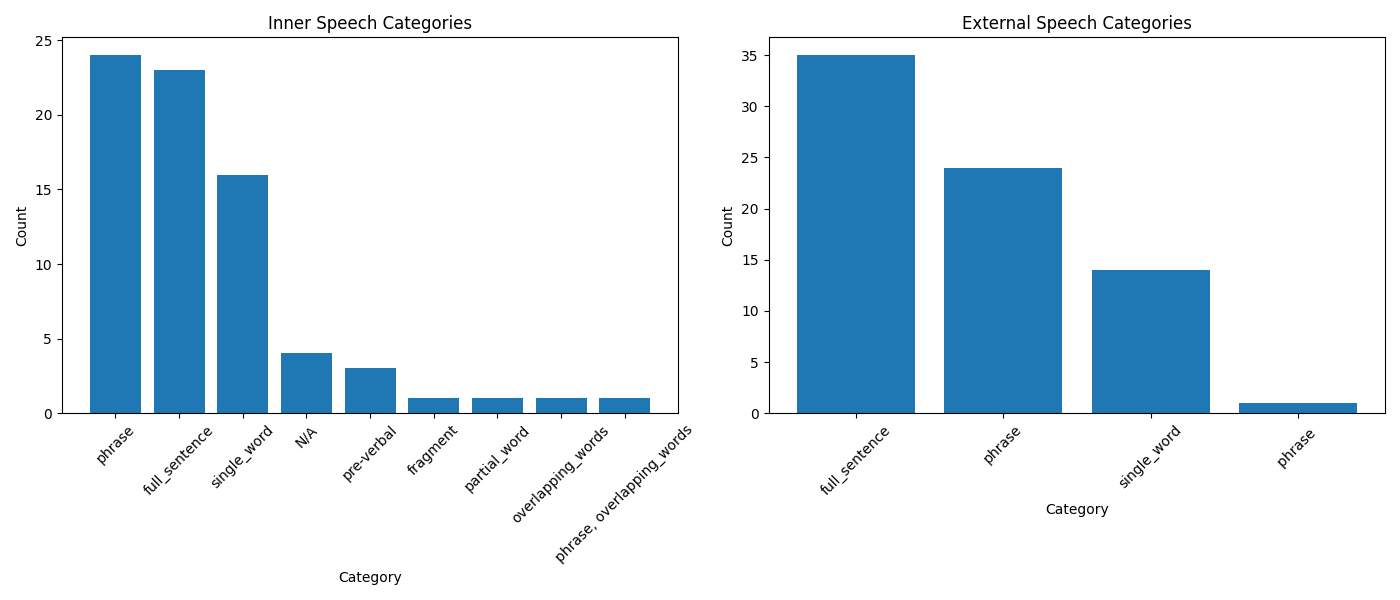 Inner Speech Categories
25
20
15
10
5
0
Count
phrase
full_sentence
single_word
N/A
pre-verbal
fragment
partial_word
overlapping_words
phrase, overlapping_words
Category
External Speech Categories
35
30
25
20
15
10
5
0
Count
full_sentence
phrase
single_word
phrase
Category